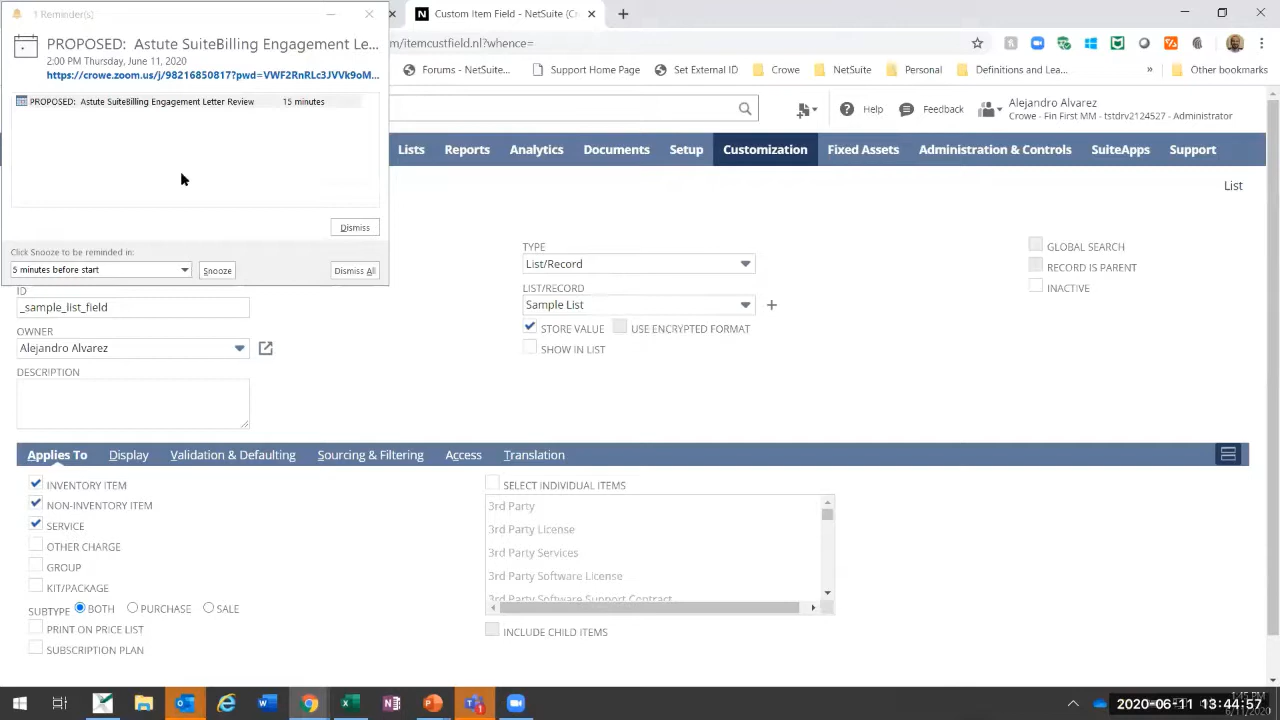 1 Reminder(s)
PROPOSED: Astute SuiteBilling Engagement Le...
2:00 PM Thursday, June 11, 2020
https://crowe.zoom.us/j/98216850817?pwd=VWF2RnRLc3JVVk9oM...
PROPOSED: Astute SuiteBilling Engagement Letter Review 15 minutes
Dismiss
Click Snooze to be reminded in:
5 minutes before start
Snooze
Dismiss All
Custom Item Field - NetSuite (Cr
m/itemcustfield.nl?whence=
Forums - NetSuite...
Support Home Page
Set External ID
Crowe
NetSuite
Personal
Definitions and Lea...
Other bookmarks
Help
Feedback
Alejandro Alvarez
Crowe - Fin First MM - tstdrv2124527 - Administrator
Lists Reports Analytics Documents Setup Customization Fixed Assets Administration & Controls SuiteApps Support
List
ID
_sample_list_field
OWNER
Alejandro Alvarez
DESCRIPTION
TYPE
List/Record
LIST/RECORD
Sample List
STORE VALUE
USE ENCRYPTED FORMAT
SHOW IN LIST
GLOBAL SEARCH
RECORD IS PARENT
INACTIVE
Applies To Display Validation & Defaulting Sourcing & Filtering Access Translation
INVENTORY ITEM
NON-INVENTORY ITEM
SERVICE
OTHER CHARGE
GROUP
KIT/PACKAGE
SUBTYPE BOTH PURCHASE SALE
PRINT ON PRICE LIST
SUBSCRIPTION PLAN
SELECT INDIVIDUAL ITEMS
3rd Party
3rd Party License
3rd Party Services
3rd Party Software License
3rd Party Software Support Contract
INCLUDE CHILD ITEMS
2020-06-11 13:44:57